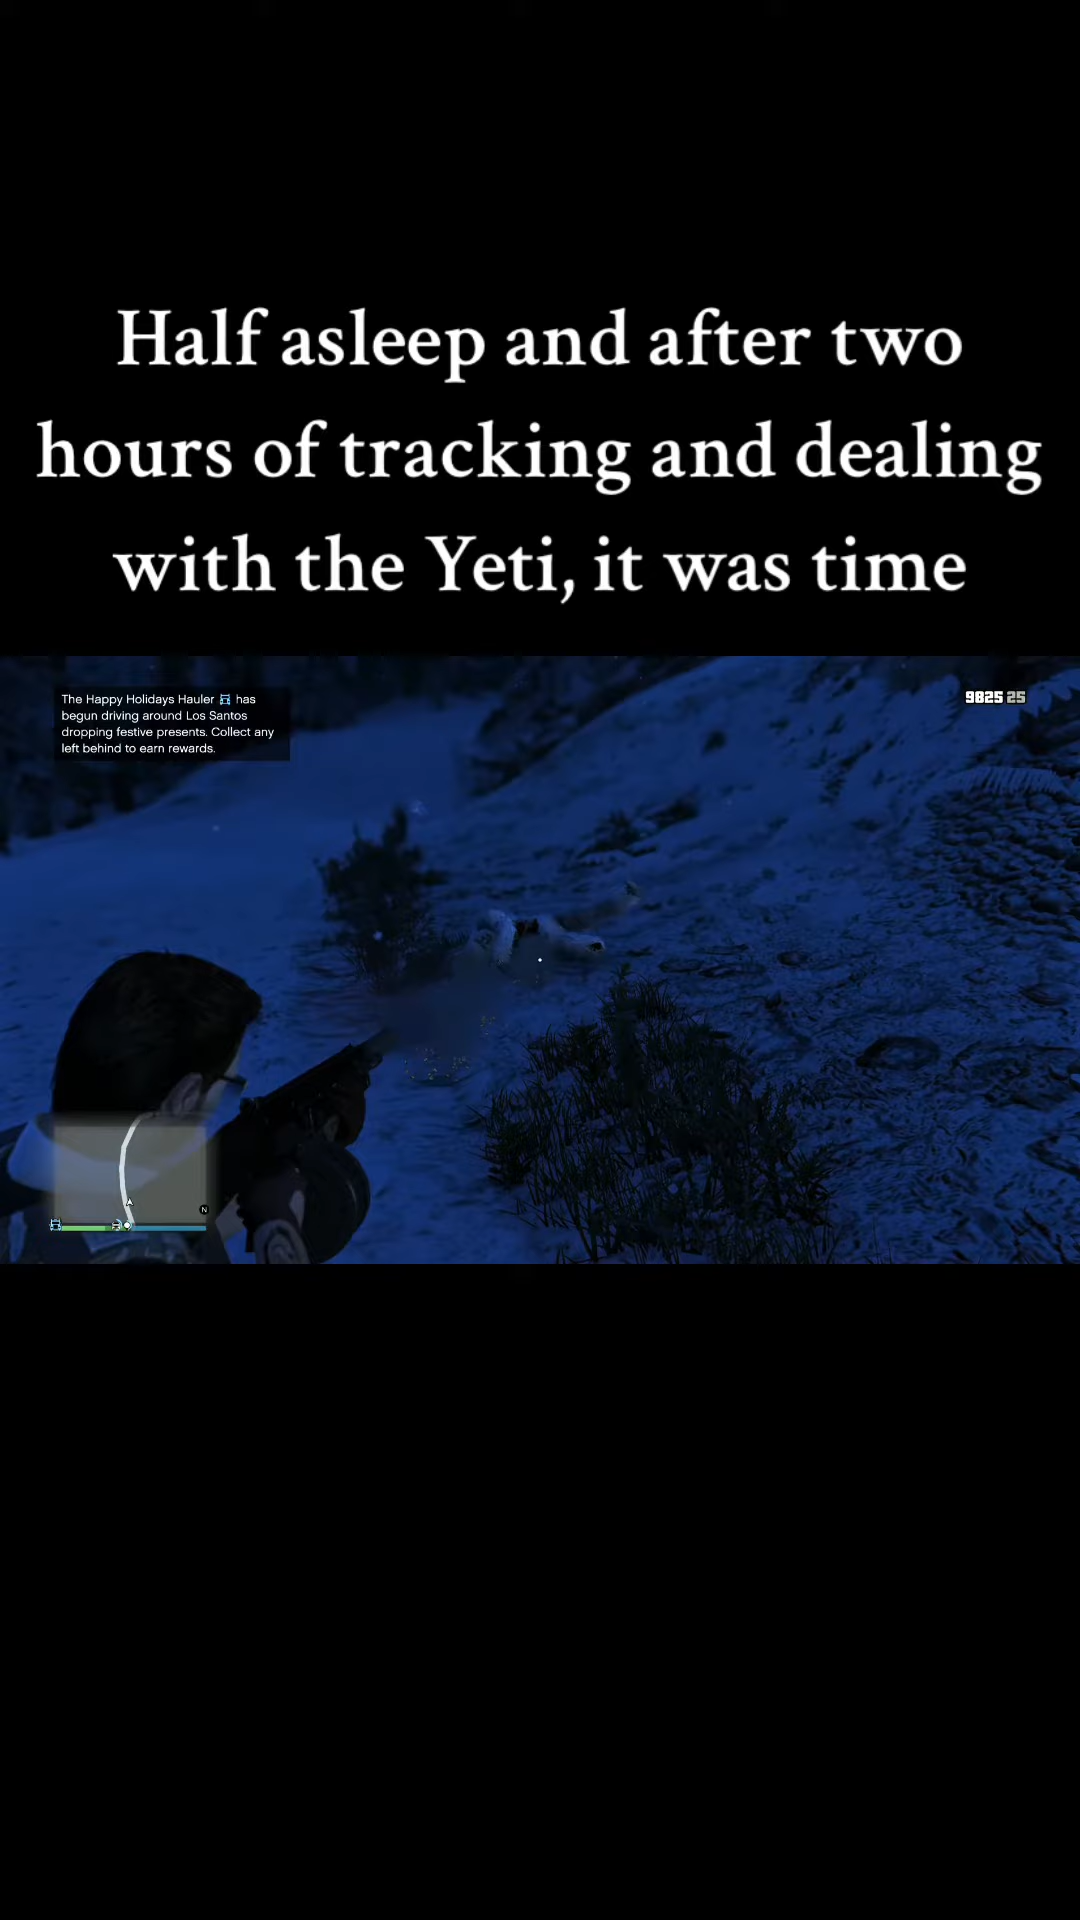 Half asleep and after two
hours of tracking and dealing
with the Yeti, it was time
The Happy Holidays Hauler has
begun driving around Los Santos
dropping festive presents. Collect any
left behind to earn rewards.
9825 25
N